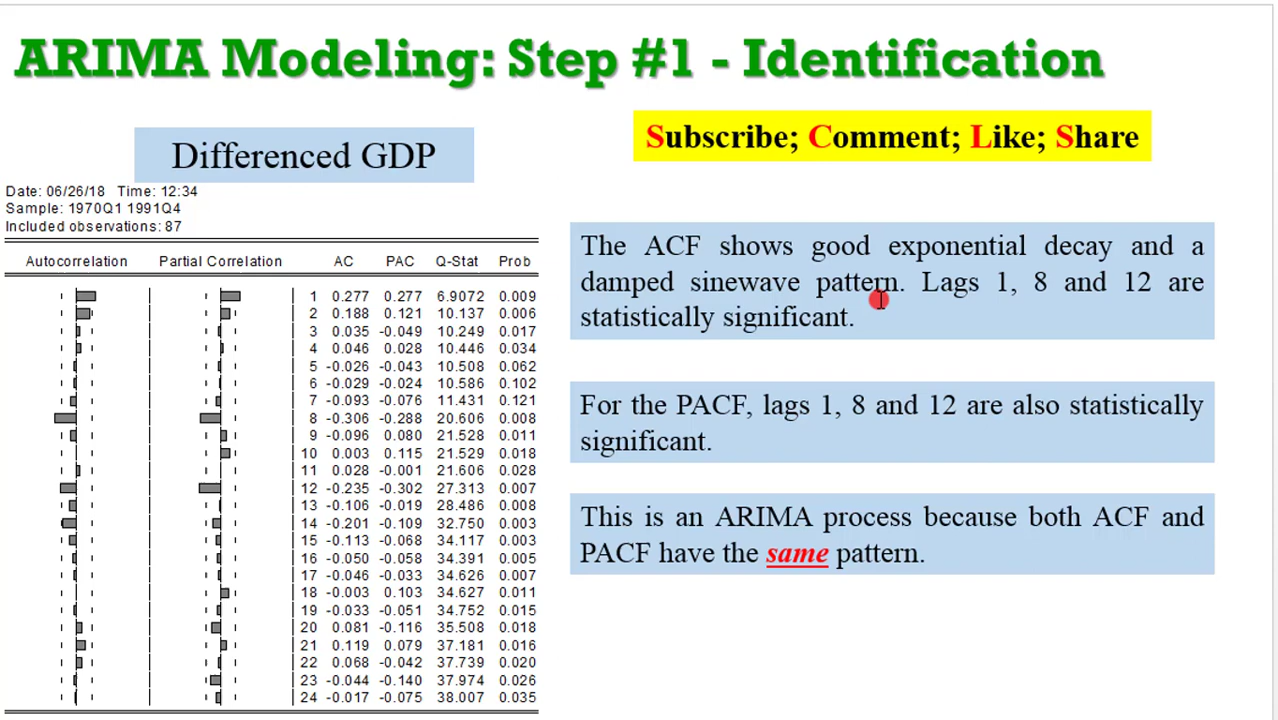 ARIMA Modeling: Step #1 - Identification
Subscribe; Comment; Like; Share
Differenced GDP
Date: 06/26/18 Time: 12:34
Sample: 1970Q1 1991Q4
Included observations: 87
Autocorrelation Partial Correlation AC PAC Q-Stat Prob
1 0.277 0.277 6.9072 0.009
2 0.188 0.121 10.137 0.006
3 0.035 -0.049 10.249 0.017
4 0.046 0.028 10.446 0.034
5 -0.026 -0.043 10.508 0.062
6 -0.029 -0.024 10.586 0.102
7 -0.093 -0.076 11.431 0.121
8 -0.306 -0.288 20.606 0.008
9 -0.096 0.080 21.528 0.011
10 0.003 0.115 21.529 0.018
11 0.028 -0.001 21.606 0.028
12 -0.235 -0.302 27.313 0.007
13 -0.106 -0.019 28.486 0.008
14 -0.201 -0.109 32.750 0.003
15 -0.113 -0.068 34.117 0.003
16 -0.050 -0.058 34.391 0.005
17 -0.046 -0.033 34.626 0.007
18 -0.003 0.103 34.627 0.011
19 -0.033 -0.051 34.752 0.015
20 0.081 -0.116 35.508 0.018
21 0.119 0.079 37.181 0.016
22 0.068 -0.042 37.739 0.020
23 -0.044 -0.140 37.974 0.026
24 -0.017 -0.075 38.007 0.035
The ACF shows good exponential decay and a
damped sinewave pattern. Lags 1, 8 and 12 are
statistically significant.
For the PACF, lags 1, 8 and 12 are also statistically
significant.
This is an ARIMA process because both ACF and
PACF have the same pattern.